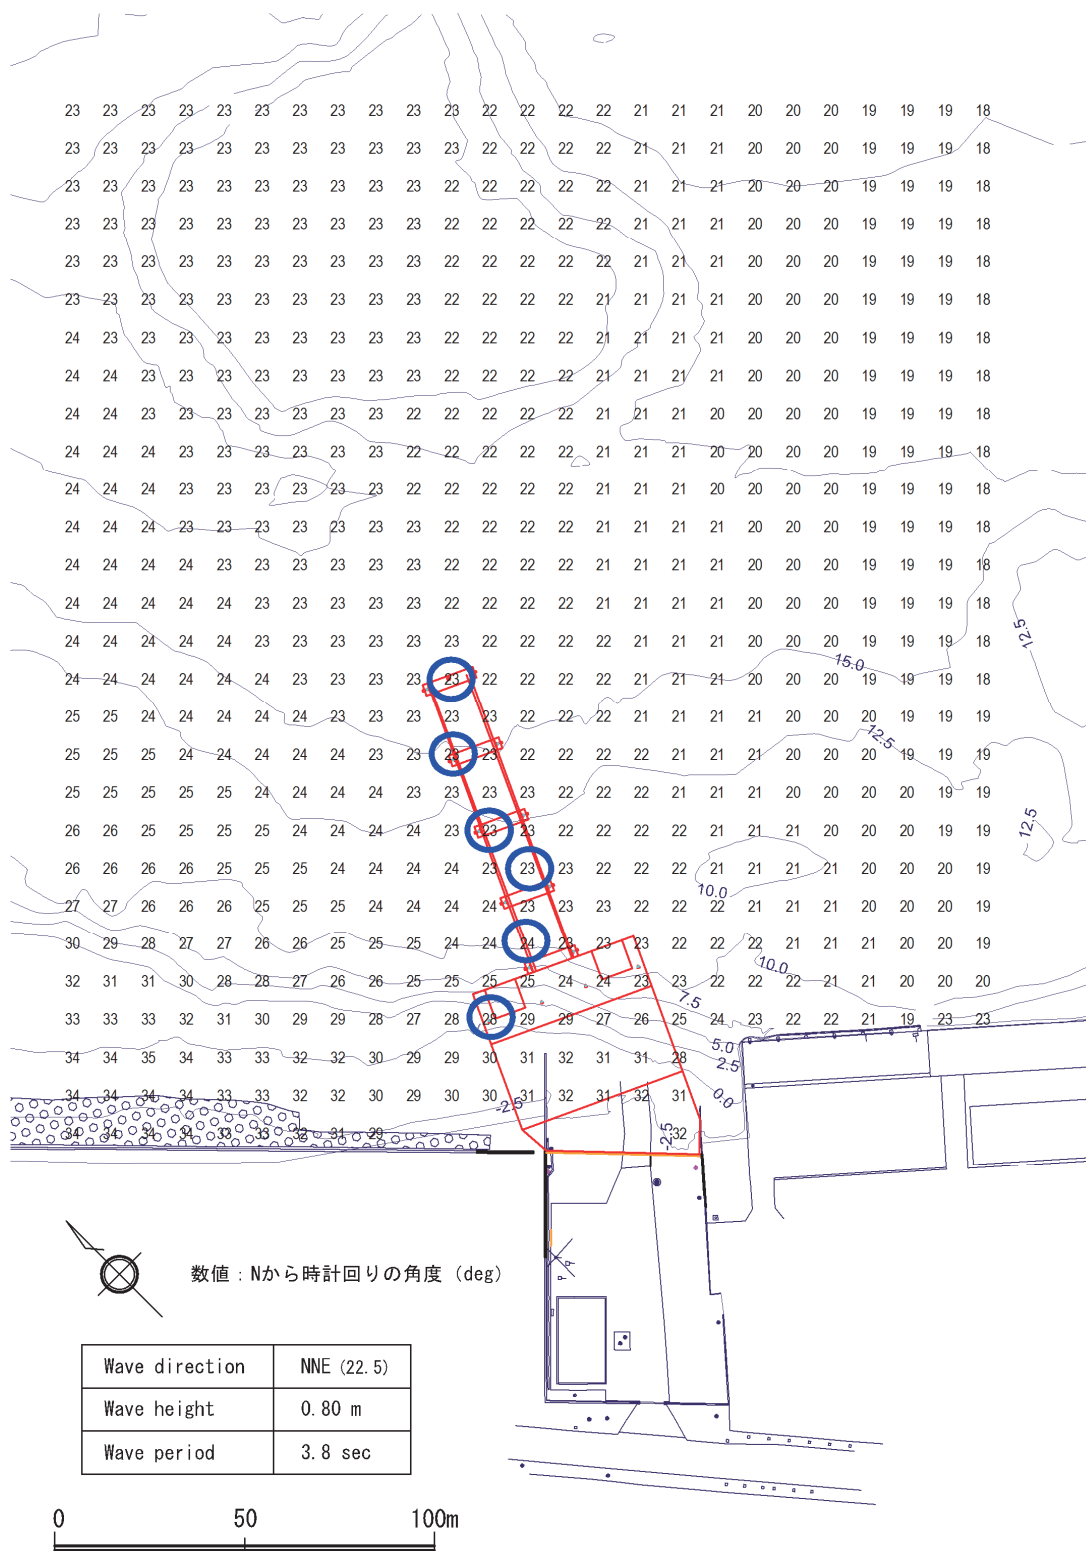 23 23 23 23 23 23 23 23 23 23 23 22 22 22 22 21 21 21 20 20 20 19 19 19 18
23 23 23 23 23 23 23 23 23 23 23 22 22 22 22 21 21 21 20 20 20 19 19 19 18
23 23 23 23 23 23 23 23 23 23 22 22 22 22 22 21 21 21 20 20 20 19 19 19 18
23 23 23 23 23 23 23 23 23 23 22 22 22 22 22 21 21 21 20 20 20 19 19 19 18
23 23 23 23 23 23 23 23 23 23 22 22 22 22 22 21 21 21 20 20 20 19 19 19 18
23 23 23 23 23 23 23 23 23 23 22 22 22 22 21 21 21 21 20 20 20 19 19 19 18
24 23 23 23 23 23 23 23 23 23 22 22 22 22 21 21 21 21 20 20 20 19 19 19 18
24 24 23 23 23 23 23 23 23 23 22 22 22 22 21 21 21 21 20 20 20 19 19 19 18
24 24 23 23 23 23 23 23 23 22 22 22 22 22 21 21 21 20 20 20 20 19 19 19 18
24 24 24 23 23 23 23 23 23 22 22 22 22 22 21 21 21 20 20 20 20 19 19 19 18
24 24 24 23 23 23 23 23 23 22 22 22 22 22 21 21 21 20 20 20 20 19 19 19 18
24 24 24 23 23 23 23 23 23 23 22 22 22 22 21 21 21 21 20 20 20 19 19 19 18
24 24 24 24 23 23 23 23 23 23 22 22 22 22 21 21 21 21 20 20 20 19 19 19 18
24 24 24 24 24 23 23 23 23 23 22 22 22 22 21 21 21 21 20 20 20 19 19 19 18
24 24 24 24 24 23 23 23 23 23 23 22 22 22 22 21 21 21 20 20 20 19 19 19 18
12.5
15.0
24 24 24 24 24 24 23 23 23 23 23 22 22 22 22 21 21 21 20 20 20 19 19 19 18
25 25 24 24 24 24 24 23 23 23 23 23 22 22 22 21 21 21 21 20 20 20 19 19 19
12.5
25 25 25 24 24 24 24 24 23 23 23 23 22 22 22 22 21 21 21 20 20 20 19 19 19
25 25 25 25 25 24 24 24 24 23 23 23 23 22 22 22 21 21 21 20 20 20 20 19 19
12.5
26 26 25 25 25 25 24 24 24 24 23 23 23 22 22 22 22 21 21 21 20 20 20 19 19
26 26 26 25 25 25 25 24 24 24 24 23 23 23 22 22 22 21 21 21 21 20 20 20 19
10.0
27 27 26 26 26 25 25 25 24 24 24 24 23 23 23 22 22 22 21 21 21 20 20 20 19
30 29 28 27 27 26 26 25 25 25 24 24 24 23 23 23 22 22 22 21 21 21 20 20 19
10.0
32 31 31 30 28 28 27 26 26 25 25 25 25 24 24 23 23 22 22 22 21 21 20 20 20
7.5
33 33 33 32 31 30 29 29 28 27 28 28 29 29 27 26 25 24 23 22 22 21 19 23 23
5.0
34 34 35 34 33 33 32 32 30 29 29 30 31 32 31 31 28
2.5
34 34 34 34 33 33 32 32 30 29 30 30 31 32 31 32 31
0.0
-2.5
34 34 34 34 33 33 32 31 29 32
-2.5
数値：Nから時計回りの角度 (deg)
Wave direction NNE (22.5)
Wave height 0.80 m
Wave period 3.8 sec
0 50 100m